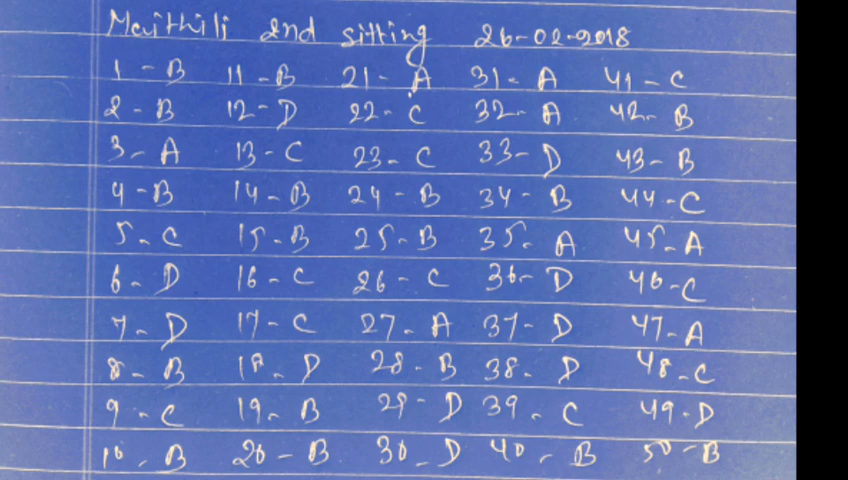 Maithili 2nd sitting 26-02-2018
1-B 11-B 21-A 31-A 41-C
2-B 12-D 22-C 32-A 42-B
3-A 13-C 23-C 33-D 43-B
4-B 14-B 24-B 34-B 44-C
5-C 15-B 25-B 35-A 45-A
6-D 16-C 26-C 36-D 46-C
7-D 17-C 27-A 37-D 47-A
8-B 18-D 28-B 38-D 48-C
9-C 19-B 29-D 39-C 49-D
10-B 20-B 30-D 40-B 50-B